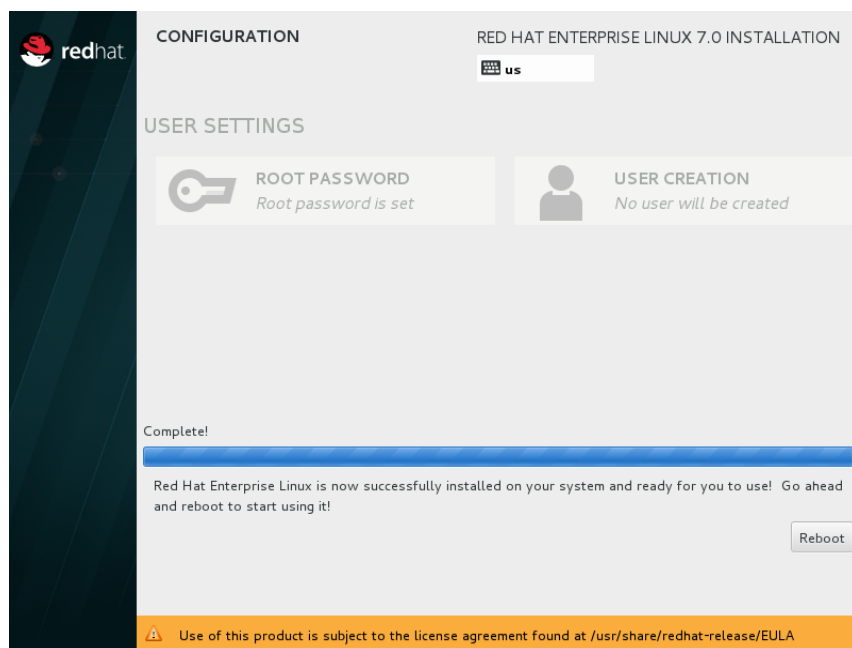 redhat.
CONFIGURATION
RED HAT ENTERPRISE LINUX 7.0 INSTALLATION
us
USER SETTINGS
ROOT PASSWORD
Root password is set
USER CREATION
No user will be created
Complete!
Red Hat Enterprise Linux is now successfully installed on your system and ready for you to use! Go ahead
and reboot to start using it!
Reboot
Use of this product is subject to the license agreement found at /usr/share/redhat-release/EULA